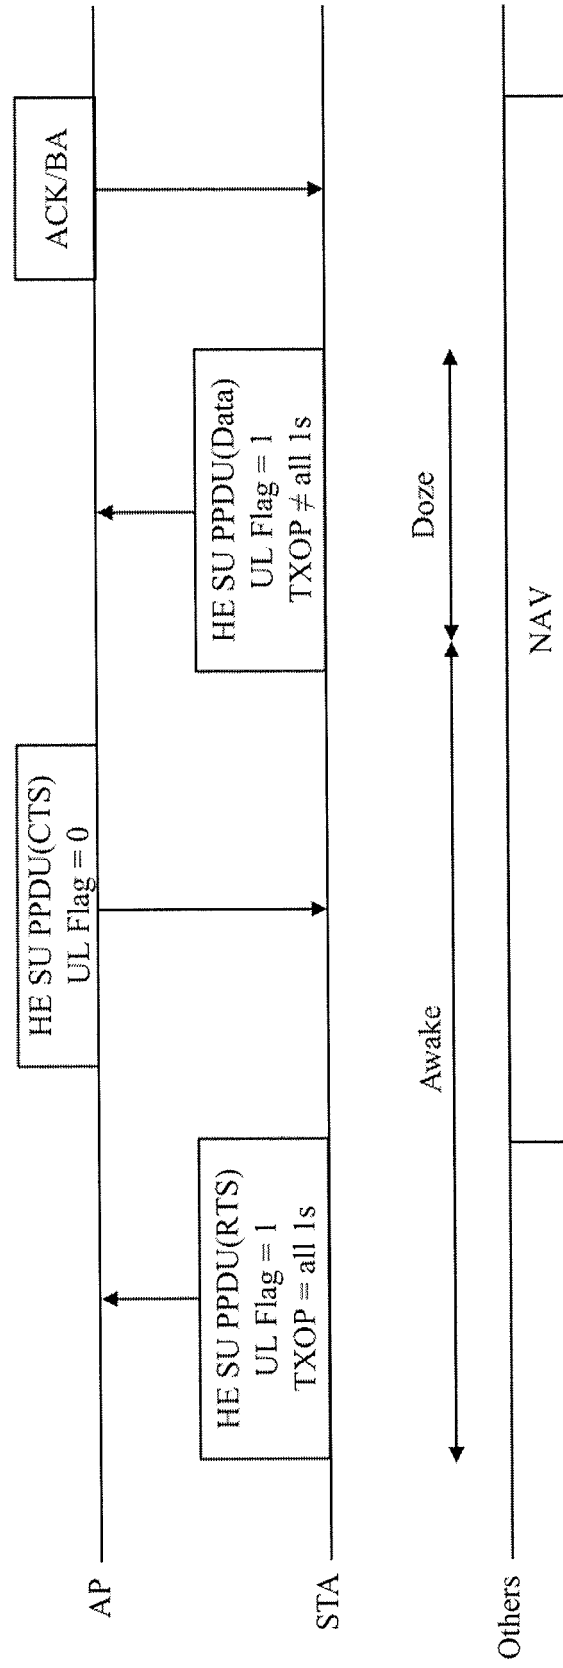 AP
STA
Others
HE SU PPDU(RTS)
UL Flag = 1
TXOP = all 1s
HE SU PPDU(CTS)
UL Flag = 0
HE SU PPDU(Data)
UL Flag = 1
TXOP ≠ all 1s
ACK/BA
Awake
Doze
NAV